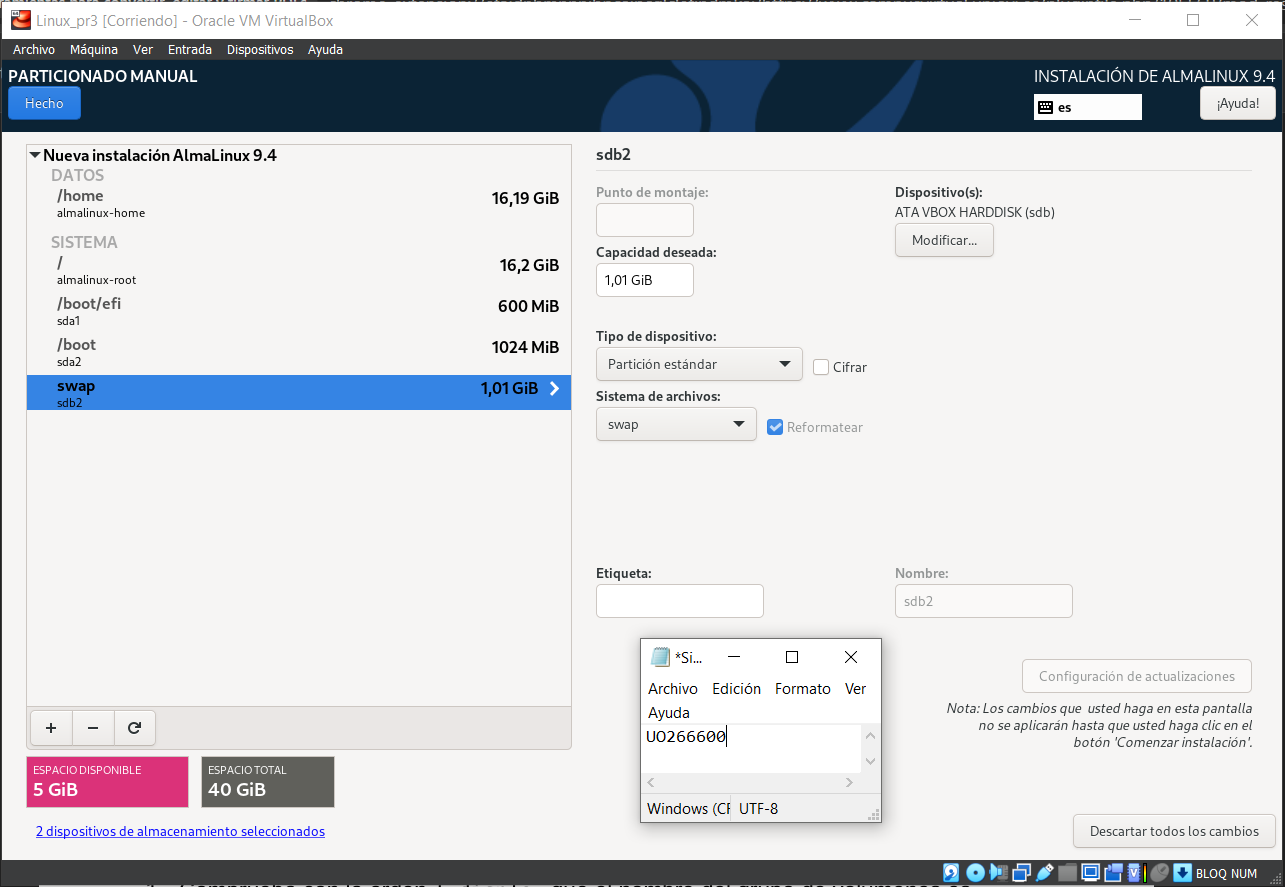 Linux_pr3 [Corriendo] - Oracle VM VirtualBox
Archivo Máquina Ver Entrada Dispositivos Ayuda
PARTICIONADO MANUAL
INSTALACIÓN DE ALMALINUX 9.4
Hecho
es
¡Ayuda!
Nueva instalación AlmaLinux 9.4
DATOS
/home
16,19 GiB
almalinux-home
SISTEMA
/
16,2 GiB
almalinux-root
/boot/efi
600 MiB
sda1
/boot
1024 MiB
sda2
swap
1,01 GiB
sdb2
+ −
ESPACIO DISPONIBLE
5 GiB
ESPACIO TOTAL
40 GiB
2 dispositivos de almacenamiento seleccionados
sdb2
Punto de montaje:
Dispositivo(s):
ATA VBOX HARDDISK (sdb)
Modificar...
Capacidad deseada:
1,01 GiB
Tipo de dispositivo:
Partición estándar
Cifrar
Sistema de archivos:
swap
Reformatear
Etiqueta:
Nombre:
sdb2
Configuración de actualizaciones
Nota: Los cambios que usted haga en esta pantalla
no se aplicarán hasta que usted haga clic en el
botón 'Comenzar instalación'.
*Si...
Archivo Edición Formato Ver
Ayuda
UO266600
Windows (CF UTF-8
Descartar todos los cambios
BLOQ NUM